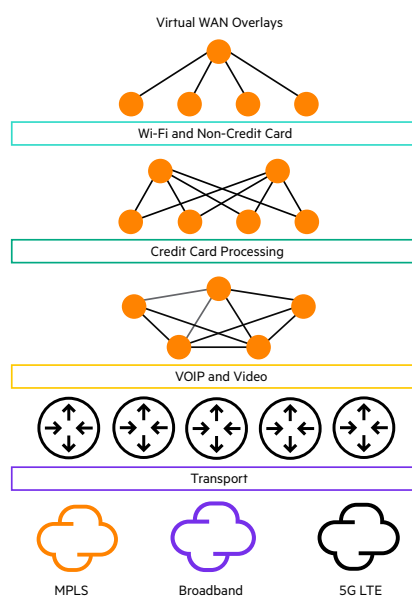 Virtual WAN Overlays
Wi-Fi and Non-Credit Card
Credit Card Processing
VOIP and Video
Transport
MPLS
Broadband
5G LTE